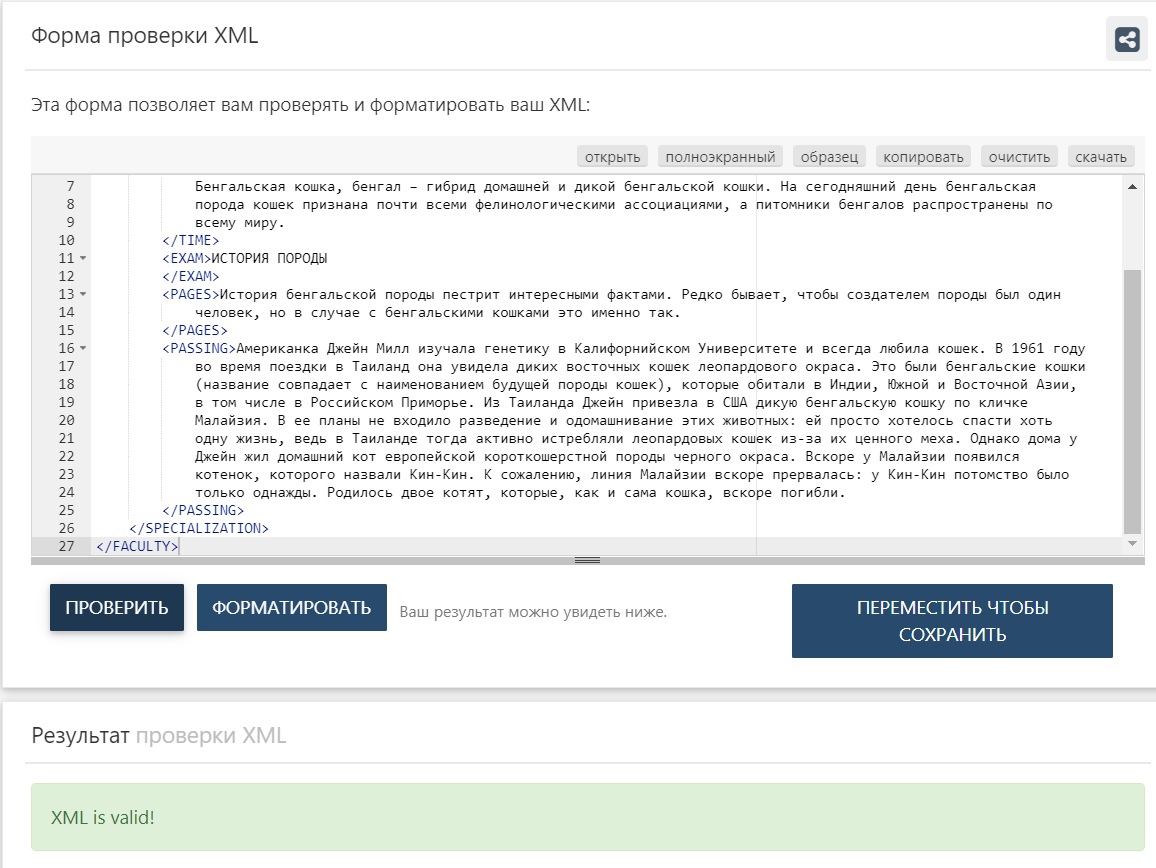 Форма проверки XML
Эта форма позволяет вам проверять и форматировать ваш XML:
открыть полноэкранный образец копировать очистить скачать
7 Бенгальская кошка, бенгал – гибрид домашней и дикой бенгальской кошки. На сегодняшний день бенгальская
8 порода кошек признана почти всеми фелинологическими ассоциациями, а питомники бенгалов распространены по
9 всему миру.
10 </TIME>
11 <EXAM>ИСТОРИЯ ПОРОДЫ
12 </EXAM>
13 <PAGES>История бенгальской породы пестрит интересными фактами. Редко бывает, чтобы создателем породы был один
14 человек, но в случае с бенгальскими кошками это именно так.
15 </PAGES>
16 <PASSING>Американка Джейн Милл изучала генетику в Калифорнийском Университете и всегда любила кошек. В 1961 году
17 во время поездки в Таиланд она увидела диких восточных кошек леопардового окраса. Это были бенгальские кошки
18 (название совпадает с наименованием будущей породы кошек), которые обитали в Индии, Южной и Восточной Азии,
19 в том числе в Российском Приморье. Из Таиланда Джейн привезла в США дикую бенгальскую кошку по кличке
20 Малайзия. В ее планы не входило разведение и одомашнивание этих животных: ей просто хотелось спасти хоть
21 одну жизнь, ведь в Таиланде тогда активно истребляли леопардовых кошек из-за их ценного меха. Однако дома у
22 Джейн жил домашний кот европейской короткошерстной породы черного окраса. Вскоре у Малайзии появился
23 котенок, которого назвали Кин-Кин. К сожалению, линия Малайзии вскоре прервалась: у Кин-Кин потомство было
24 только однажды. Родилось двое котят, которые, как и сама кошка, вскоре погибли.
25 </PASSING>
26 </SPECIALIZATION>
27 </FACULTY>
ПРОВЕРИТЬ ФОРМАТИРОВАТЬ Ваш результат можно увидеть ниже.
ПЕРЕМЕСТИТЬ ЧТОБЫ
СОХРАНИТЬ
Результат проверки XML
XML is valid!